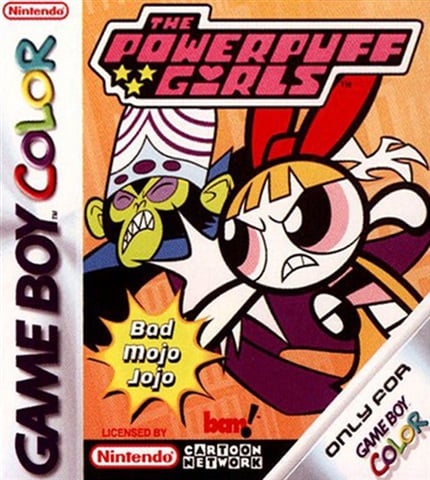 Nintendo
GAME BOY COLOR
TM
THE
POWERPUFF
GIRLS
TM
Bad
Mojo
Jojo
bam!
LICENSED BY
Nintendo
CARTOON
NETWORK
ONLY FOR
GAME BOY
COLOR